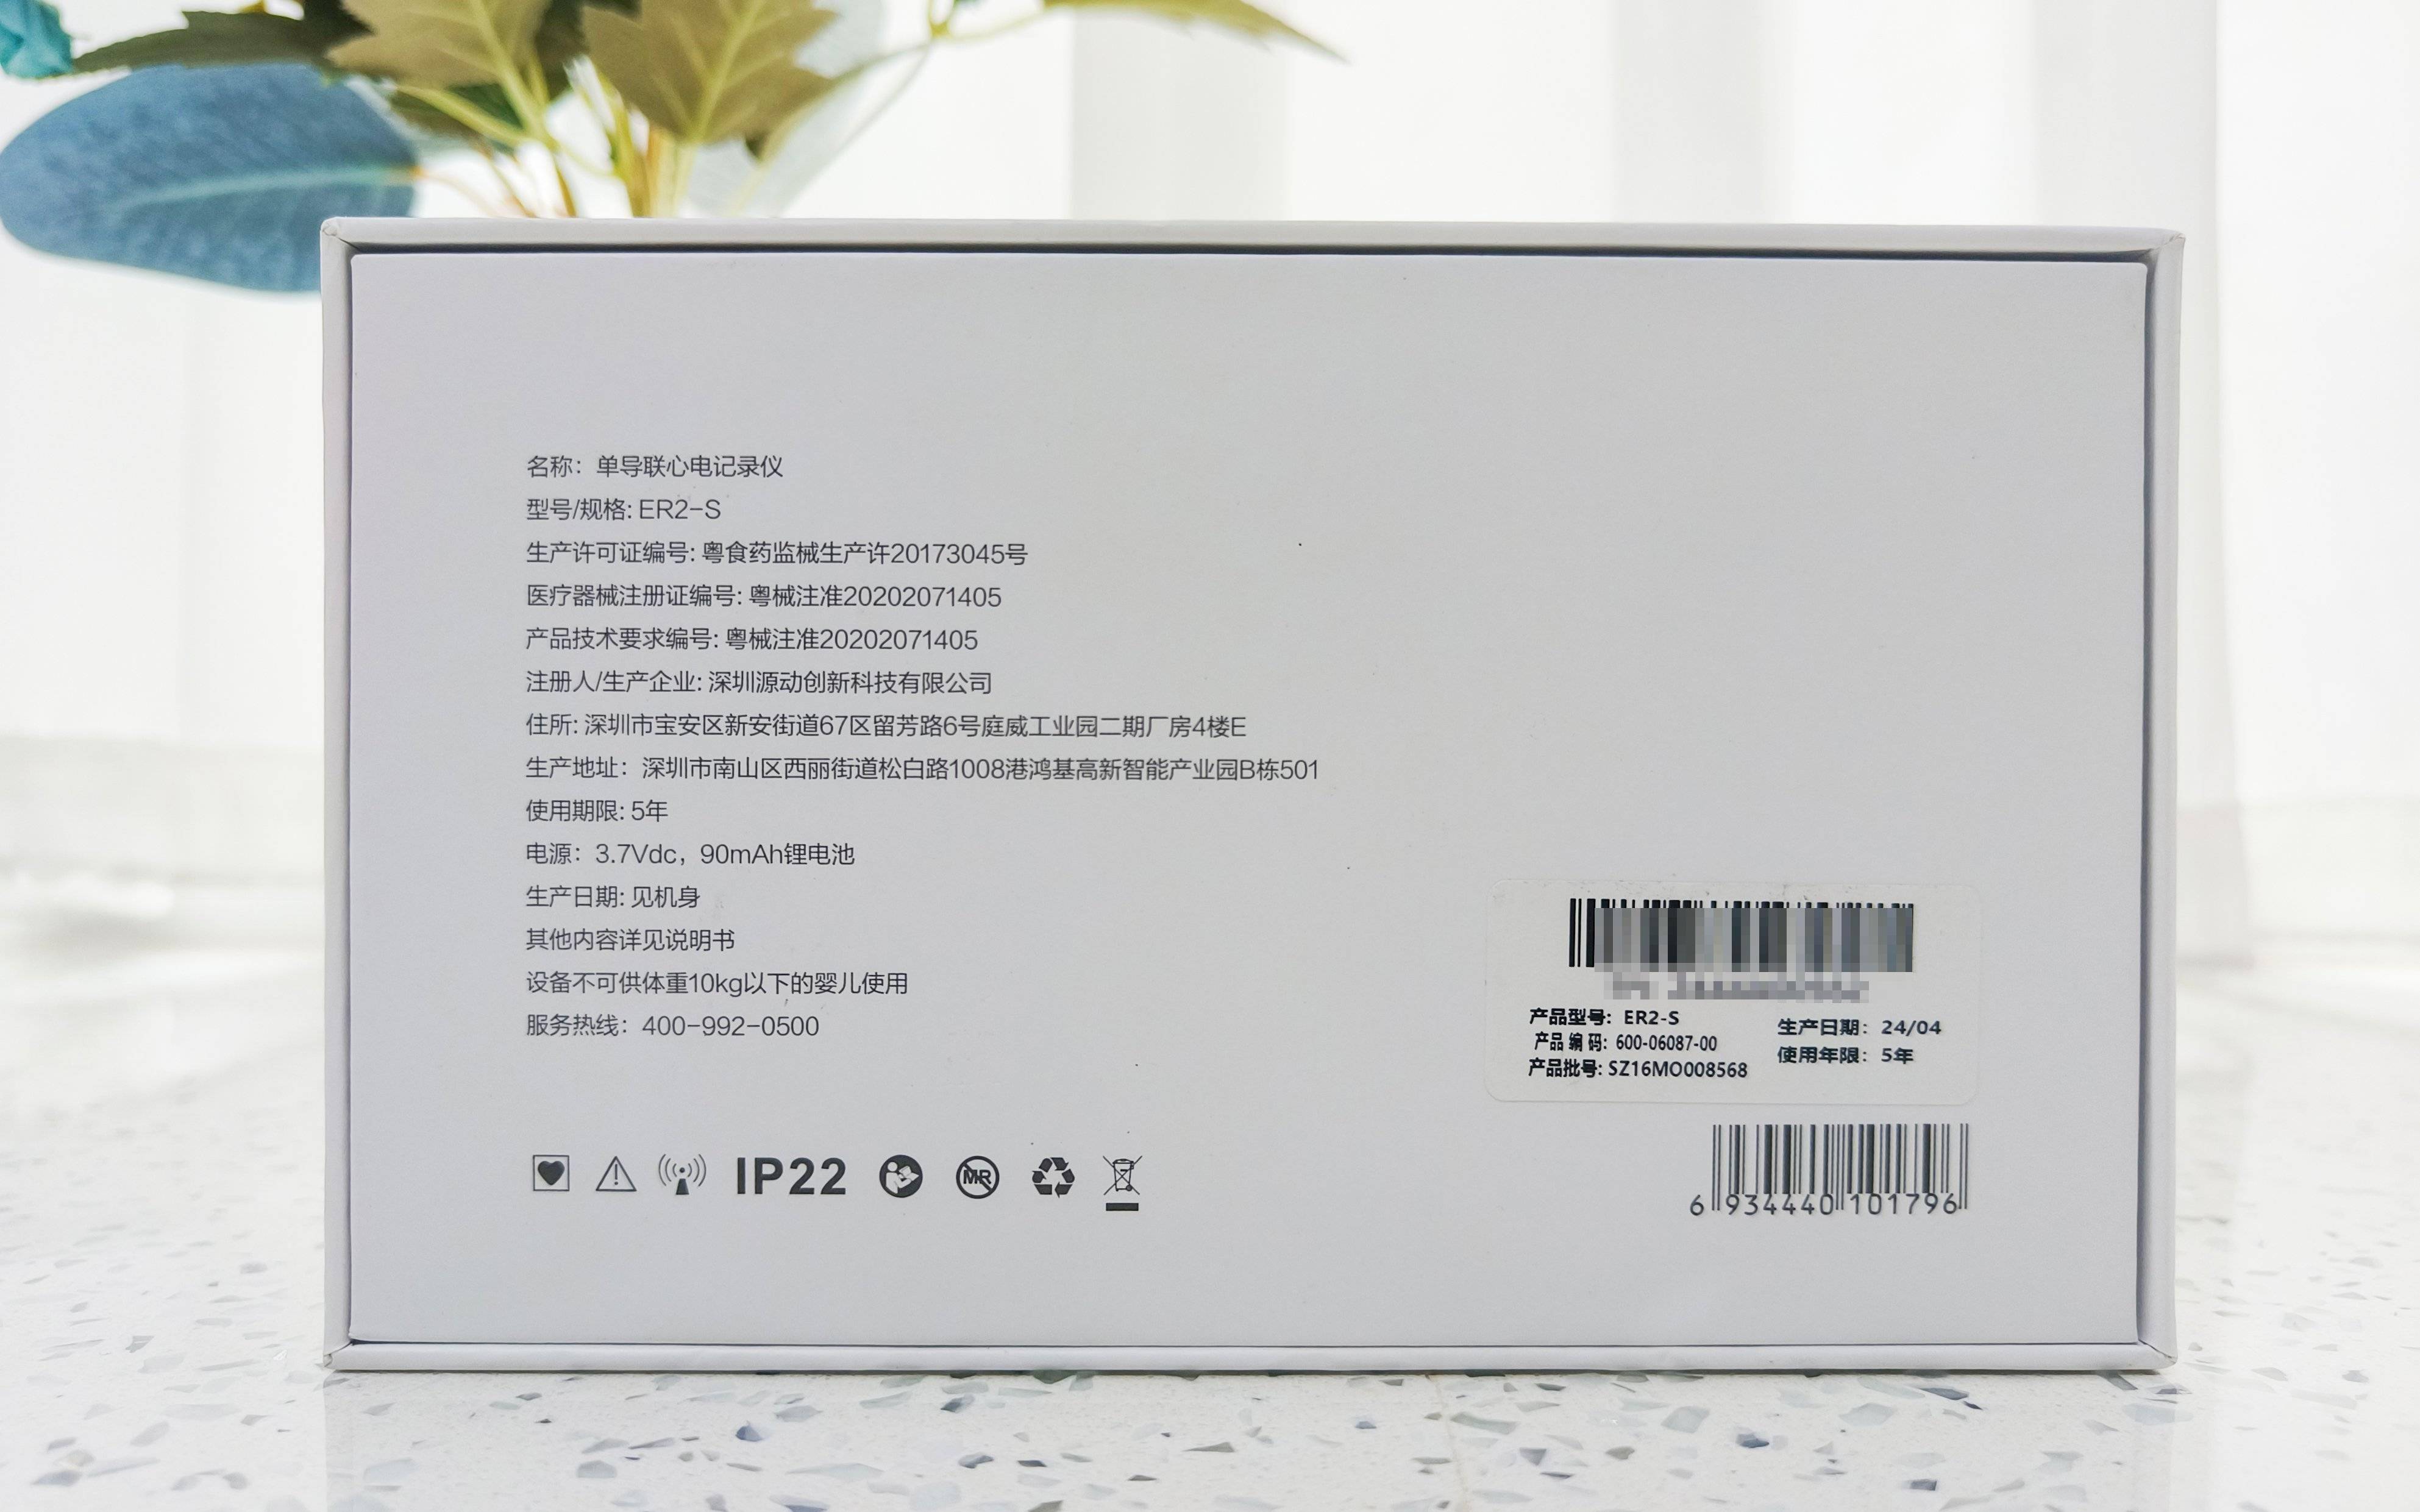 名称：单导联心电记录仪
型号/规格: ER2-S
生产许可证编号: 粤食药监械生产许20173045号
医疗器械注册证编号: 粤械注准20202071405
产品技术要求编号: 粤械注准20202071405
注册人/生产企业: 深圳源动创新科技有限公司
住所: 深圳市宝安区新安街道67区留芳路6号庭威工业园二期厂房4楼E
生产地址：深圳市南山区西丽街道松白路1008港鸿基高新智能产业园B栋501
使用期限: 5年
电源：3.7Vdc，90mAh锂电池
生产日期: 见机身
其他内容详见说明书
设备不可供体重10kg以下的婴儿使用
服务热线：400-992-0500
IP22
MR
产品型号: ER2-S
产品编码: 600-06087-00
产品批号: SZ16MO008568
生产日期: 24/04
使用年限: 5年
6 934440 101796